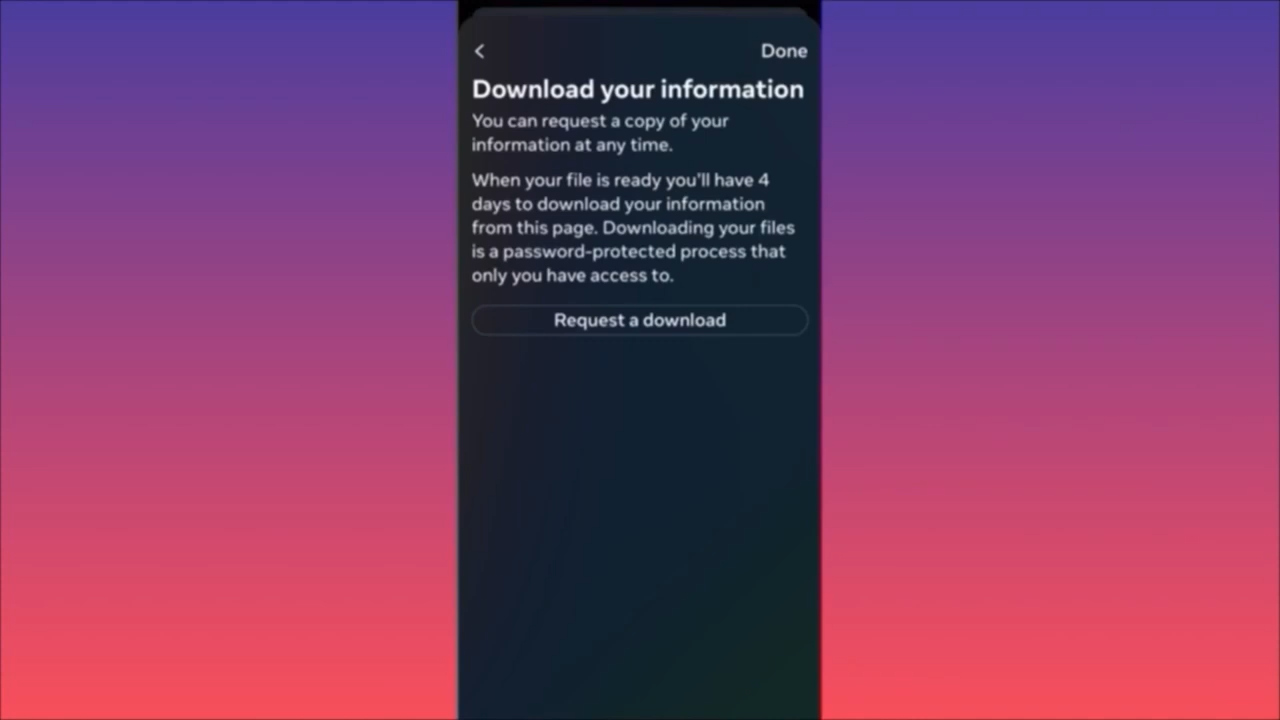 Done
Download your information
You can request a copy of your
information at any time.
When your file is ready you'll have 4
days to download your information
from this page. Downloading your files
is a password-protected process that
only you have access to.
Request a download